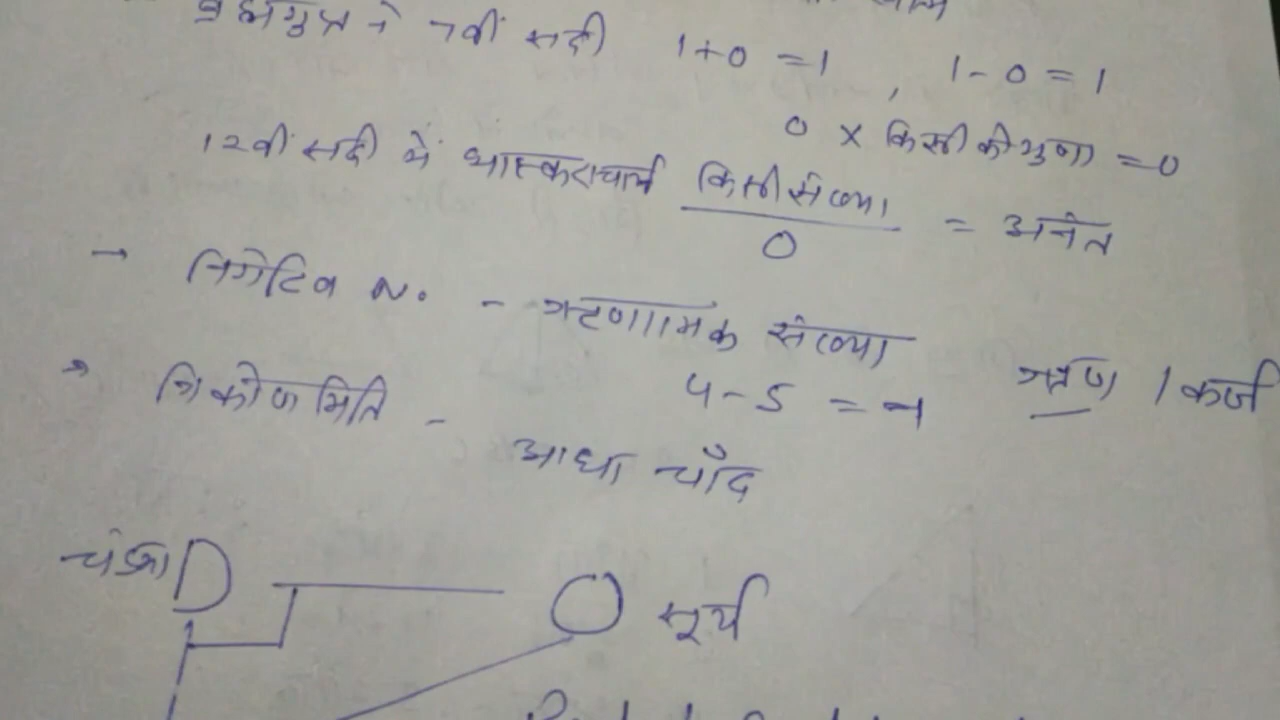 ब्रह्मगुप्त ने 7वीं सदी 1+0 =1 , 1-0 = 1
0 × किसी की गुणा =0
12वीं सदी में भास्कराचार्य किसी संख्या / 0 = अनंत
→ निगेटिव N. - ऋणात्मक संख्या
4-5 = -1 ऋण / कर्ज
→ त्रिकोणमिति - आधा चाँद
चंद्रमा सूर्य